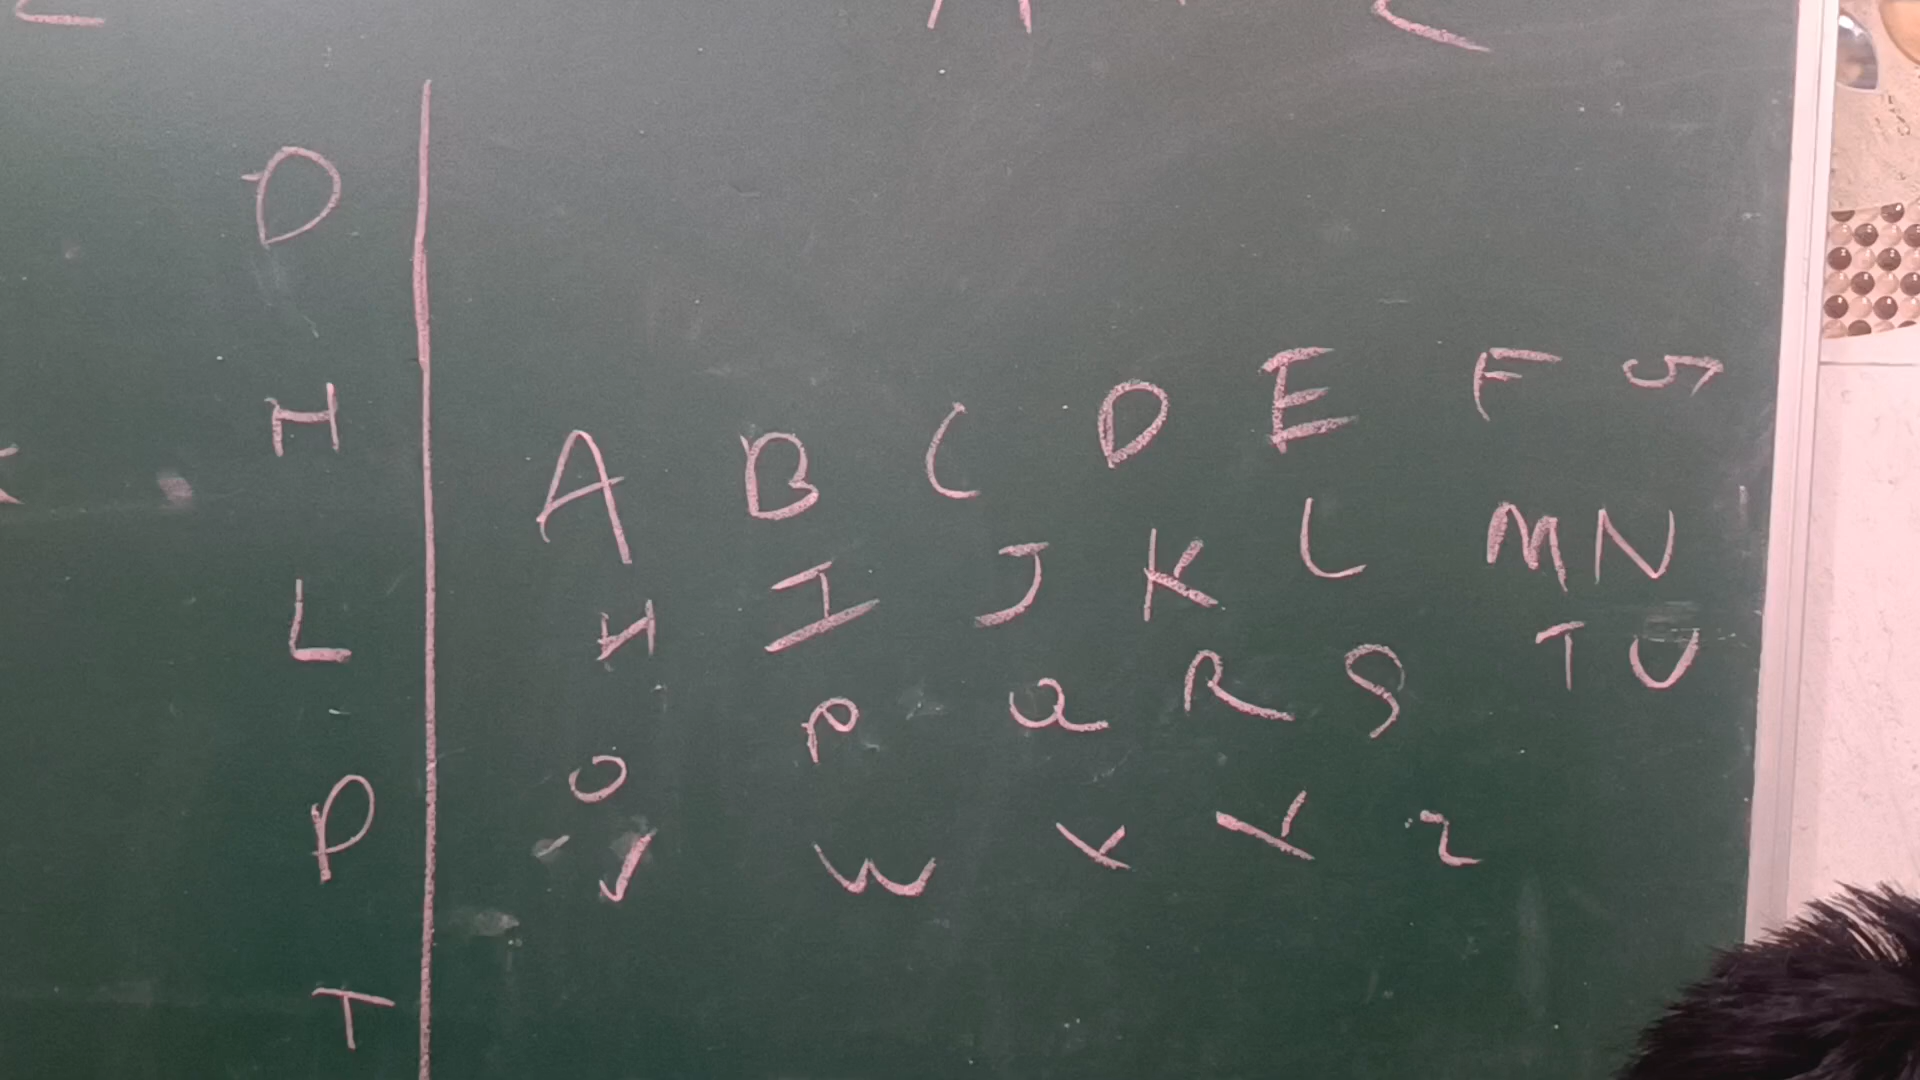 D
H
L
P
T
A B C D E F G
H I J K L M N
O P Q R S T U
V W X Y Z